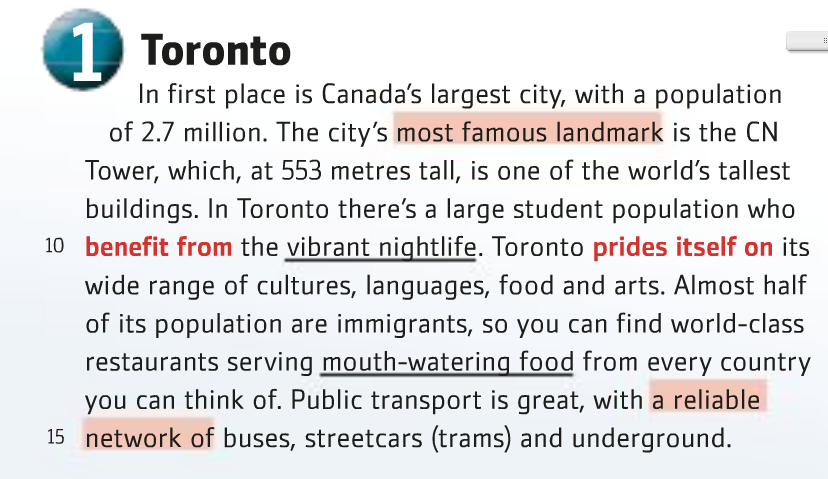 1 Toronto
In first place is Canada's largest city, with a population
of 2.7 million. The city's most famous landmark is the CN
Tower, which, at 553 metres tall, is one of the world's tallest
buildings. In Toronto there's a large student population who
10 benefit from the vibrant nightlife. Toronto prides itself on its
wide range of cultures, languages, food and arts. Almost half
of its population are immigrants, so you can find world-class
restaurants serving mouth-watering food from every country
you can think of. Public transport is great, with a reliable
15 network of buses, streetcars (trams) and underground.